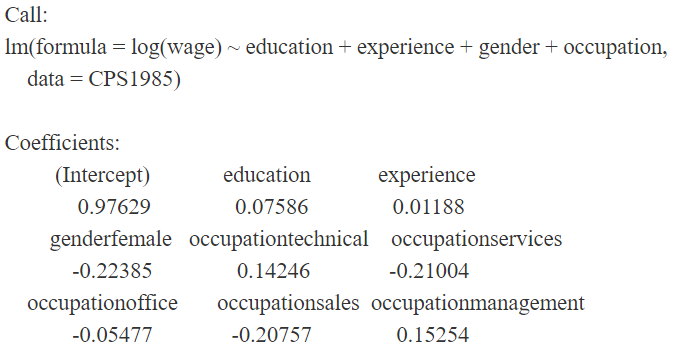 Call:
lm(formula = log(wage) ~ education + experience + gender + occupation,
data = CPS1985)
Coefficients:
(Intercept) education experience
0.97629 0.07586 0.01188
genderfemale occupationtechnical occupationservices
-0.22385 0.14246 -0.21004
occupationoffice occupationsales occupationmanagement
-0.05477 -0.20757 0.15254